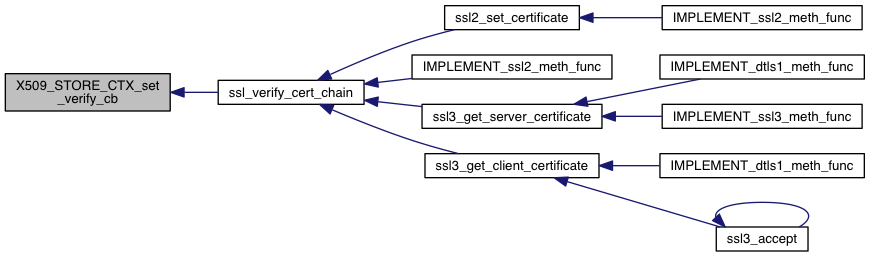 X509_STORE_CTX_set
_verify_cb
ssl_verify_cert_chain
ssl2_set_certificate
IMPLEMENT_ssl2_meth_func
IMPLEMENT_ssl2_meth_func
ssl3_get_server_certificate
IMPLEMENT_dtls1_meth_func
IMPLEMENT_ssl3_meth_func
ssl3_get_client_certificate
IMPLEMENT_dtls1_meth_func
ssl3_accept